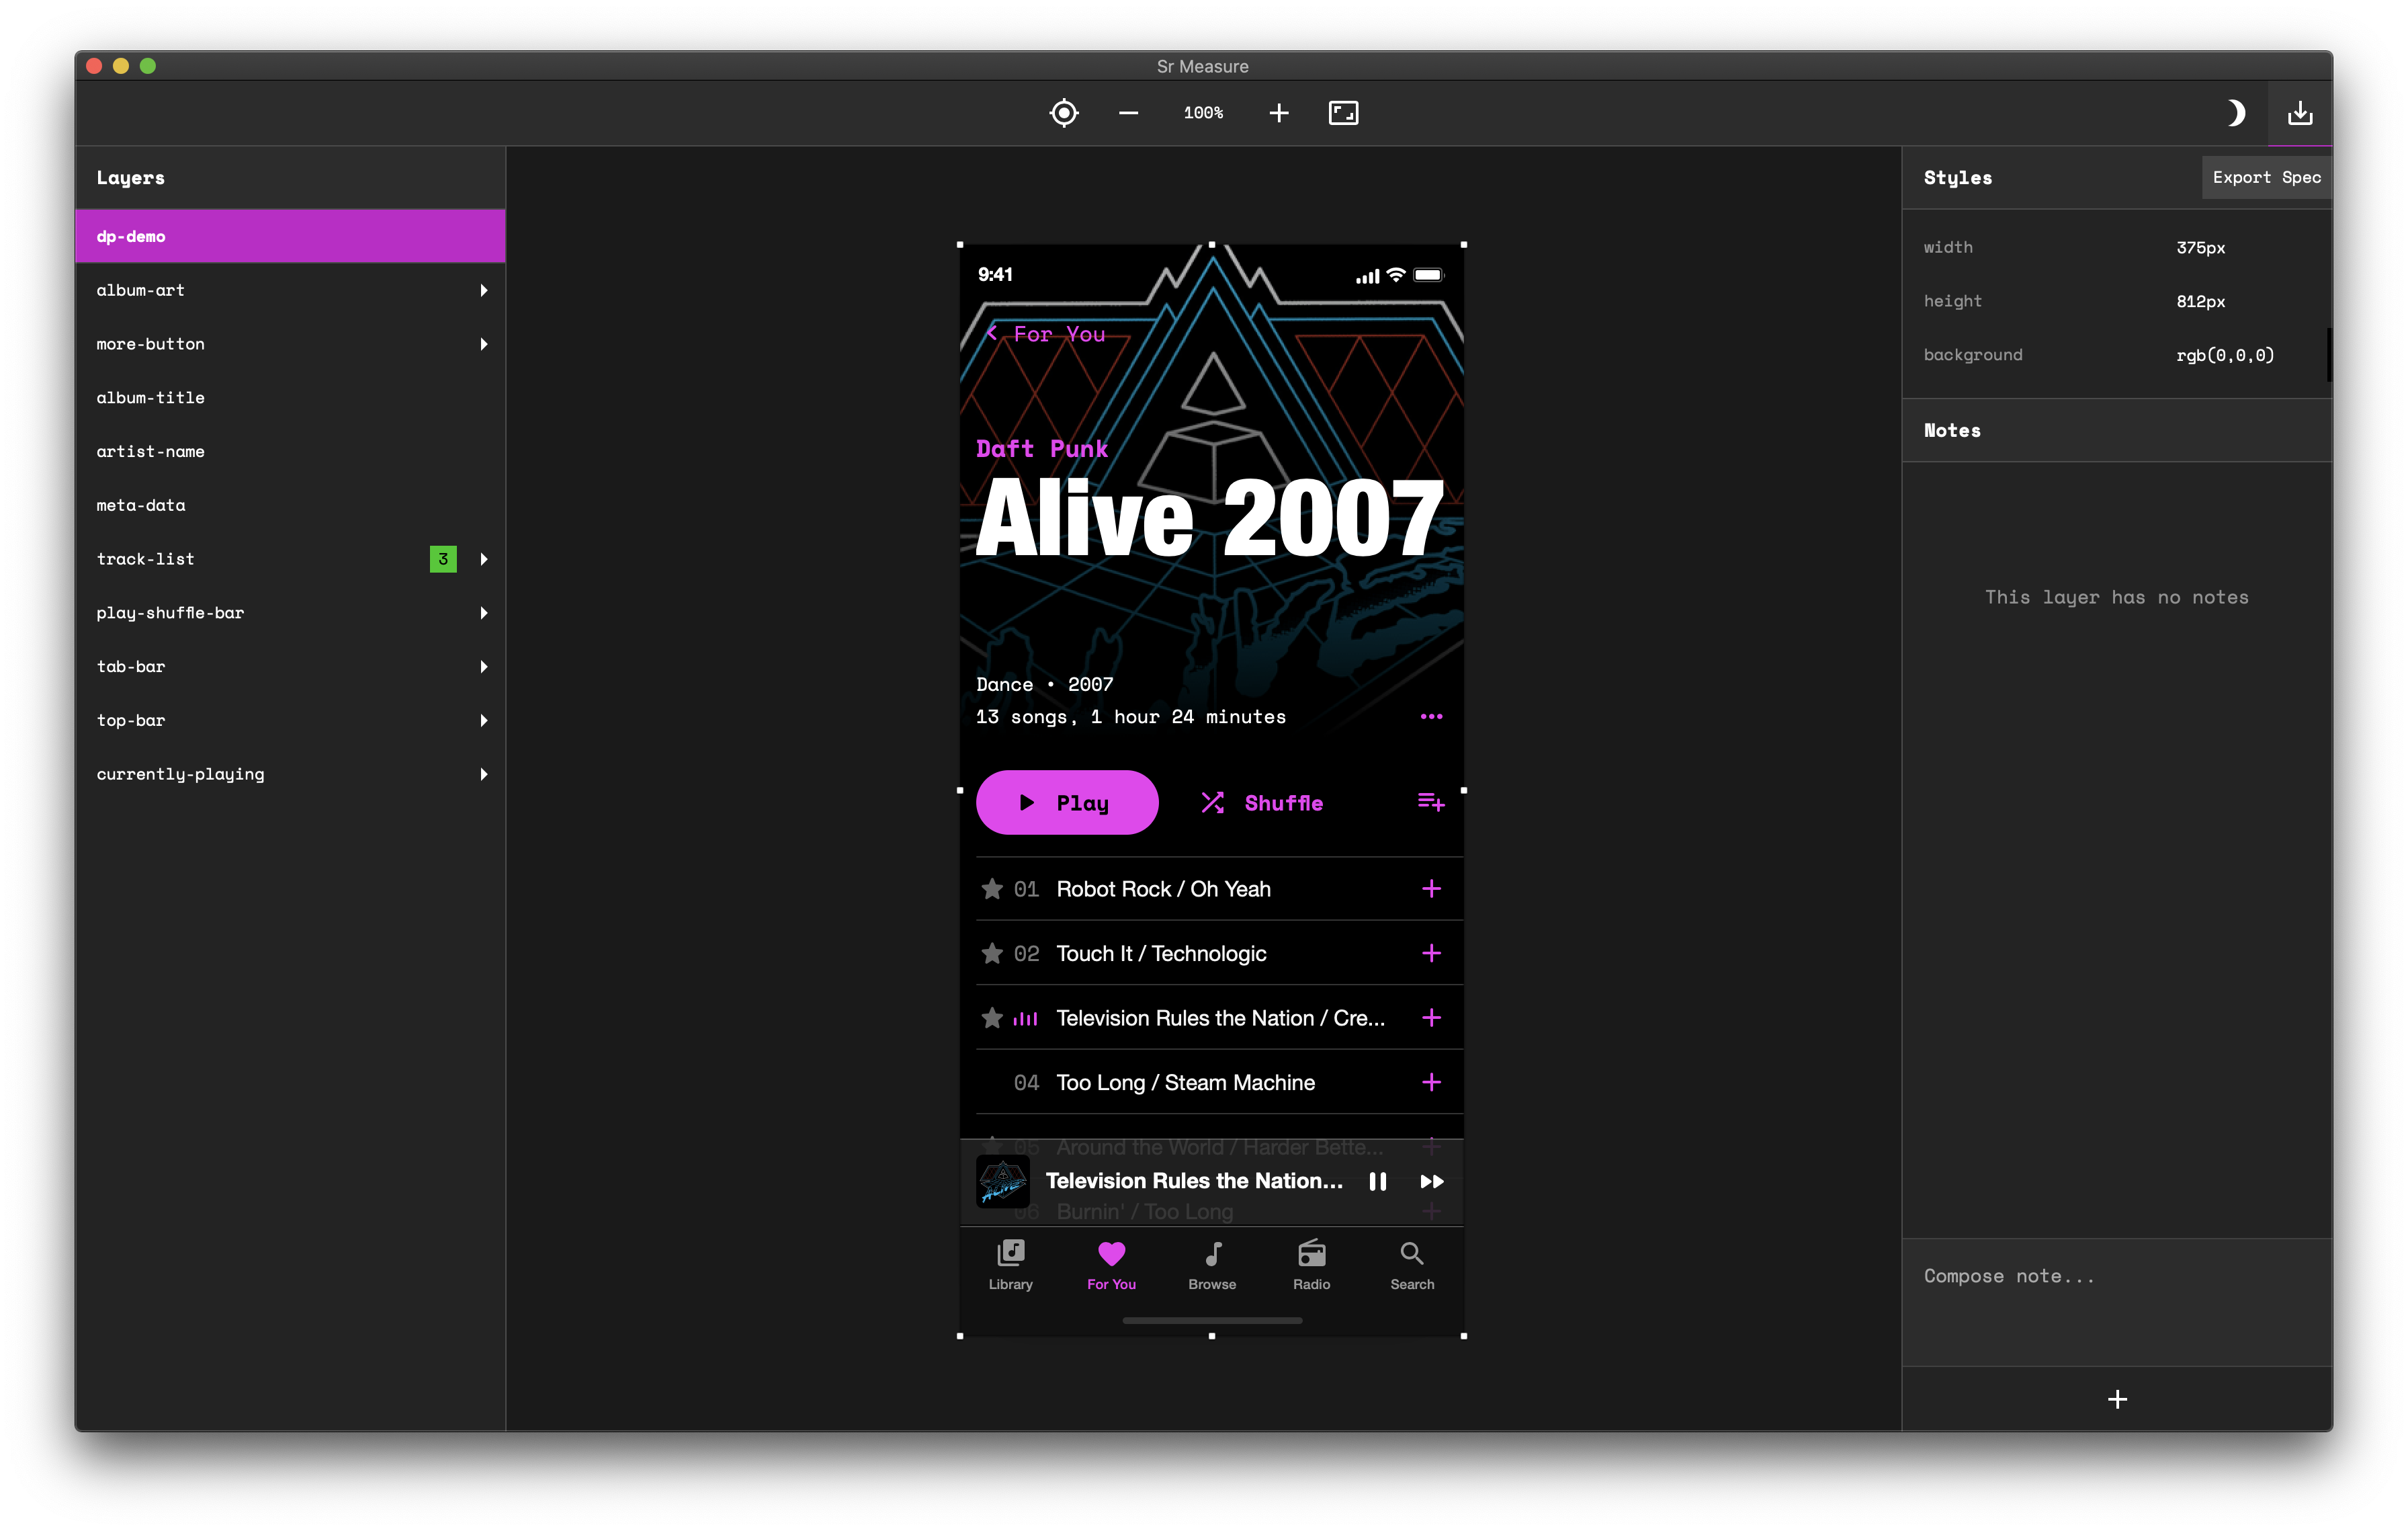 Sr Measure
100%
Layers
Styles
Export Spec
dp-demo
album-art
more-button
album-title
artist-name
meta-data
track-list 3
play-shuffle-bar
tab-bar
top-bar
currently-playing
9:41
For You
Daft Punk
Alive 2007
Dance • 2007
13 songs, 1 hour 24 minutes
Play
Shuffle
01 Robot Rock / Oh Yeah
02 Touch It / Technologic
Television Rules the Nation / Cre...
04 Too Long / Steam Machine
05 Around the World / Harder Bette...
Television Rules the Nation...
06 Burnin' / Too Long
Library
For You
Browse
Radio
Search
width 375px
height 812px
background rgb(0,0,0)
Notes
This layer has no notes
Compose note...